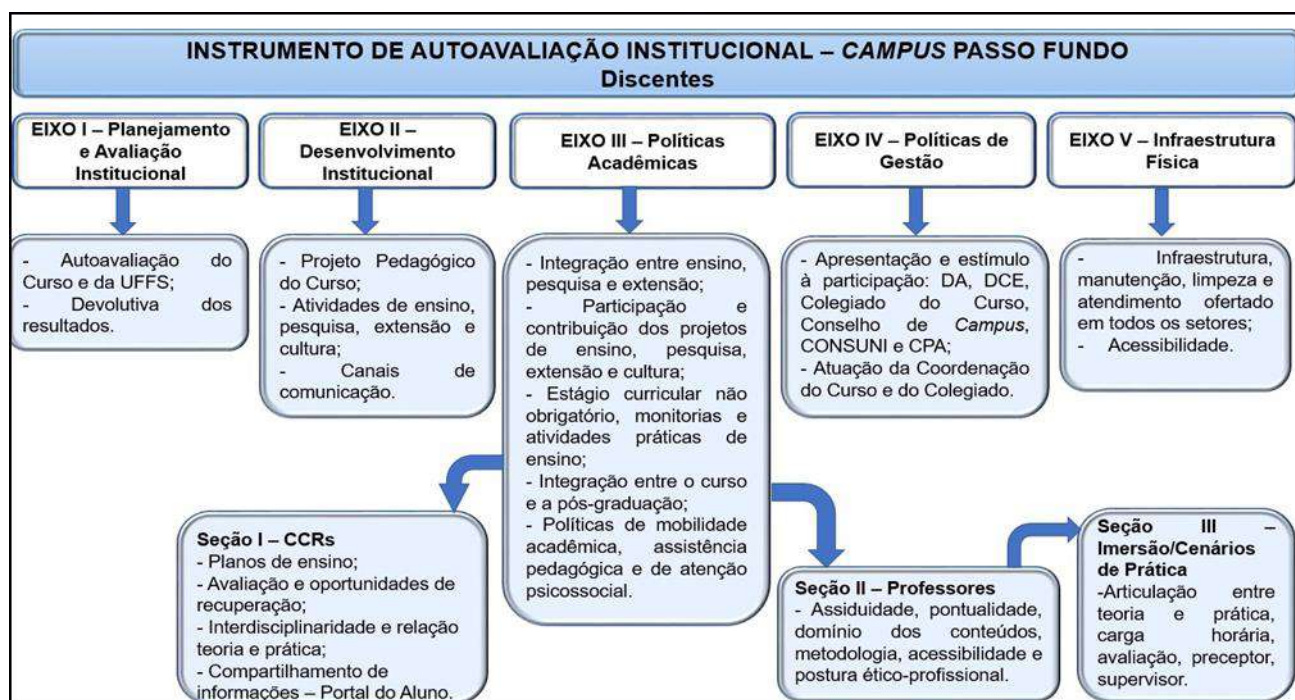 INSTRUMENTO DE AUTOAVALIAÇÃO INSTITUCIONAL – CAMPUS PASSO FUNDO
Discentes
EIXO I – Planejamento
e Avaliação
Institucional
EIXO II –
Desenvolvimento
Institucional
EIXO III – Políticas
Acadêmicas
EIXO IV – Políticas de
Gestão
EIXO V – Infraestrutura
Física
- Autoavaliação do
Curso e da UFFS;
- Devolutiva dos
resultados.
- Projeto Pedagógico
do Curso;
- Atividades de ensino,
pesquisa, extensão e
cultura;
- Canais de
comunicação.
- Integração entre ensino,
pesquisa e extensão;
- Participação e
contribuição dos projetos
de ensino, pesquisa,
extensão e cultura;
- Estágio curricular não
obrigatório, monitorias e
atividades práticas de
ensino;
- Integração entre o curso
e a pós-graduação;
- Políticas de mobilidade
acadêmica, assistência
pedagógica e de atenção
psicossocial.
- Apresentação e estímulo
à participação: DA, DCE,
Colegiado do Curso,
Conselho de Campus,
CONSUNI e CPA;
- Atuação da Coordenação
do Curso e do Colegiado.
- Infraestrutura,
manutenção, limpeza e
atendimento ofertado
em todos os setores;
- Acessibilidade.
Seção I – CCRs
- Planos de ensino;
- Avaliação e oportunidades de
recuperação;
- Interdisciplinaridade e relação
teoria e prática;
- Compartilhamento de
informações – Portal do Aluno.
Seção II – Professores
- Assiduidade, pontualidade,
domínio dos conteúdos,
metodologia, acessibilidade e
postura ético-profissional.
Seção III –
Imersão/Cenários
de Prática
-Articulação entre
teoria e prática,
carga horária,
avaliação, preceptor,
supervisor.